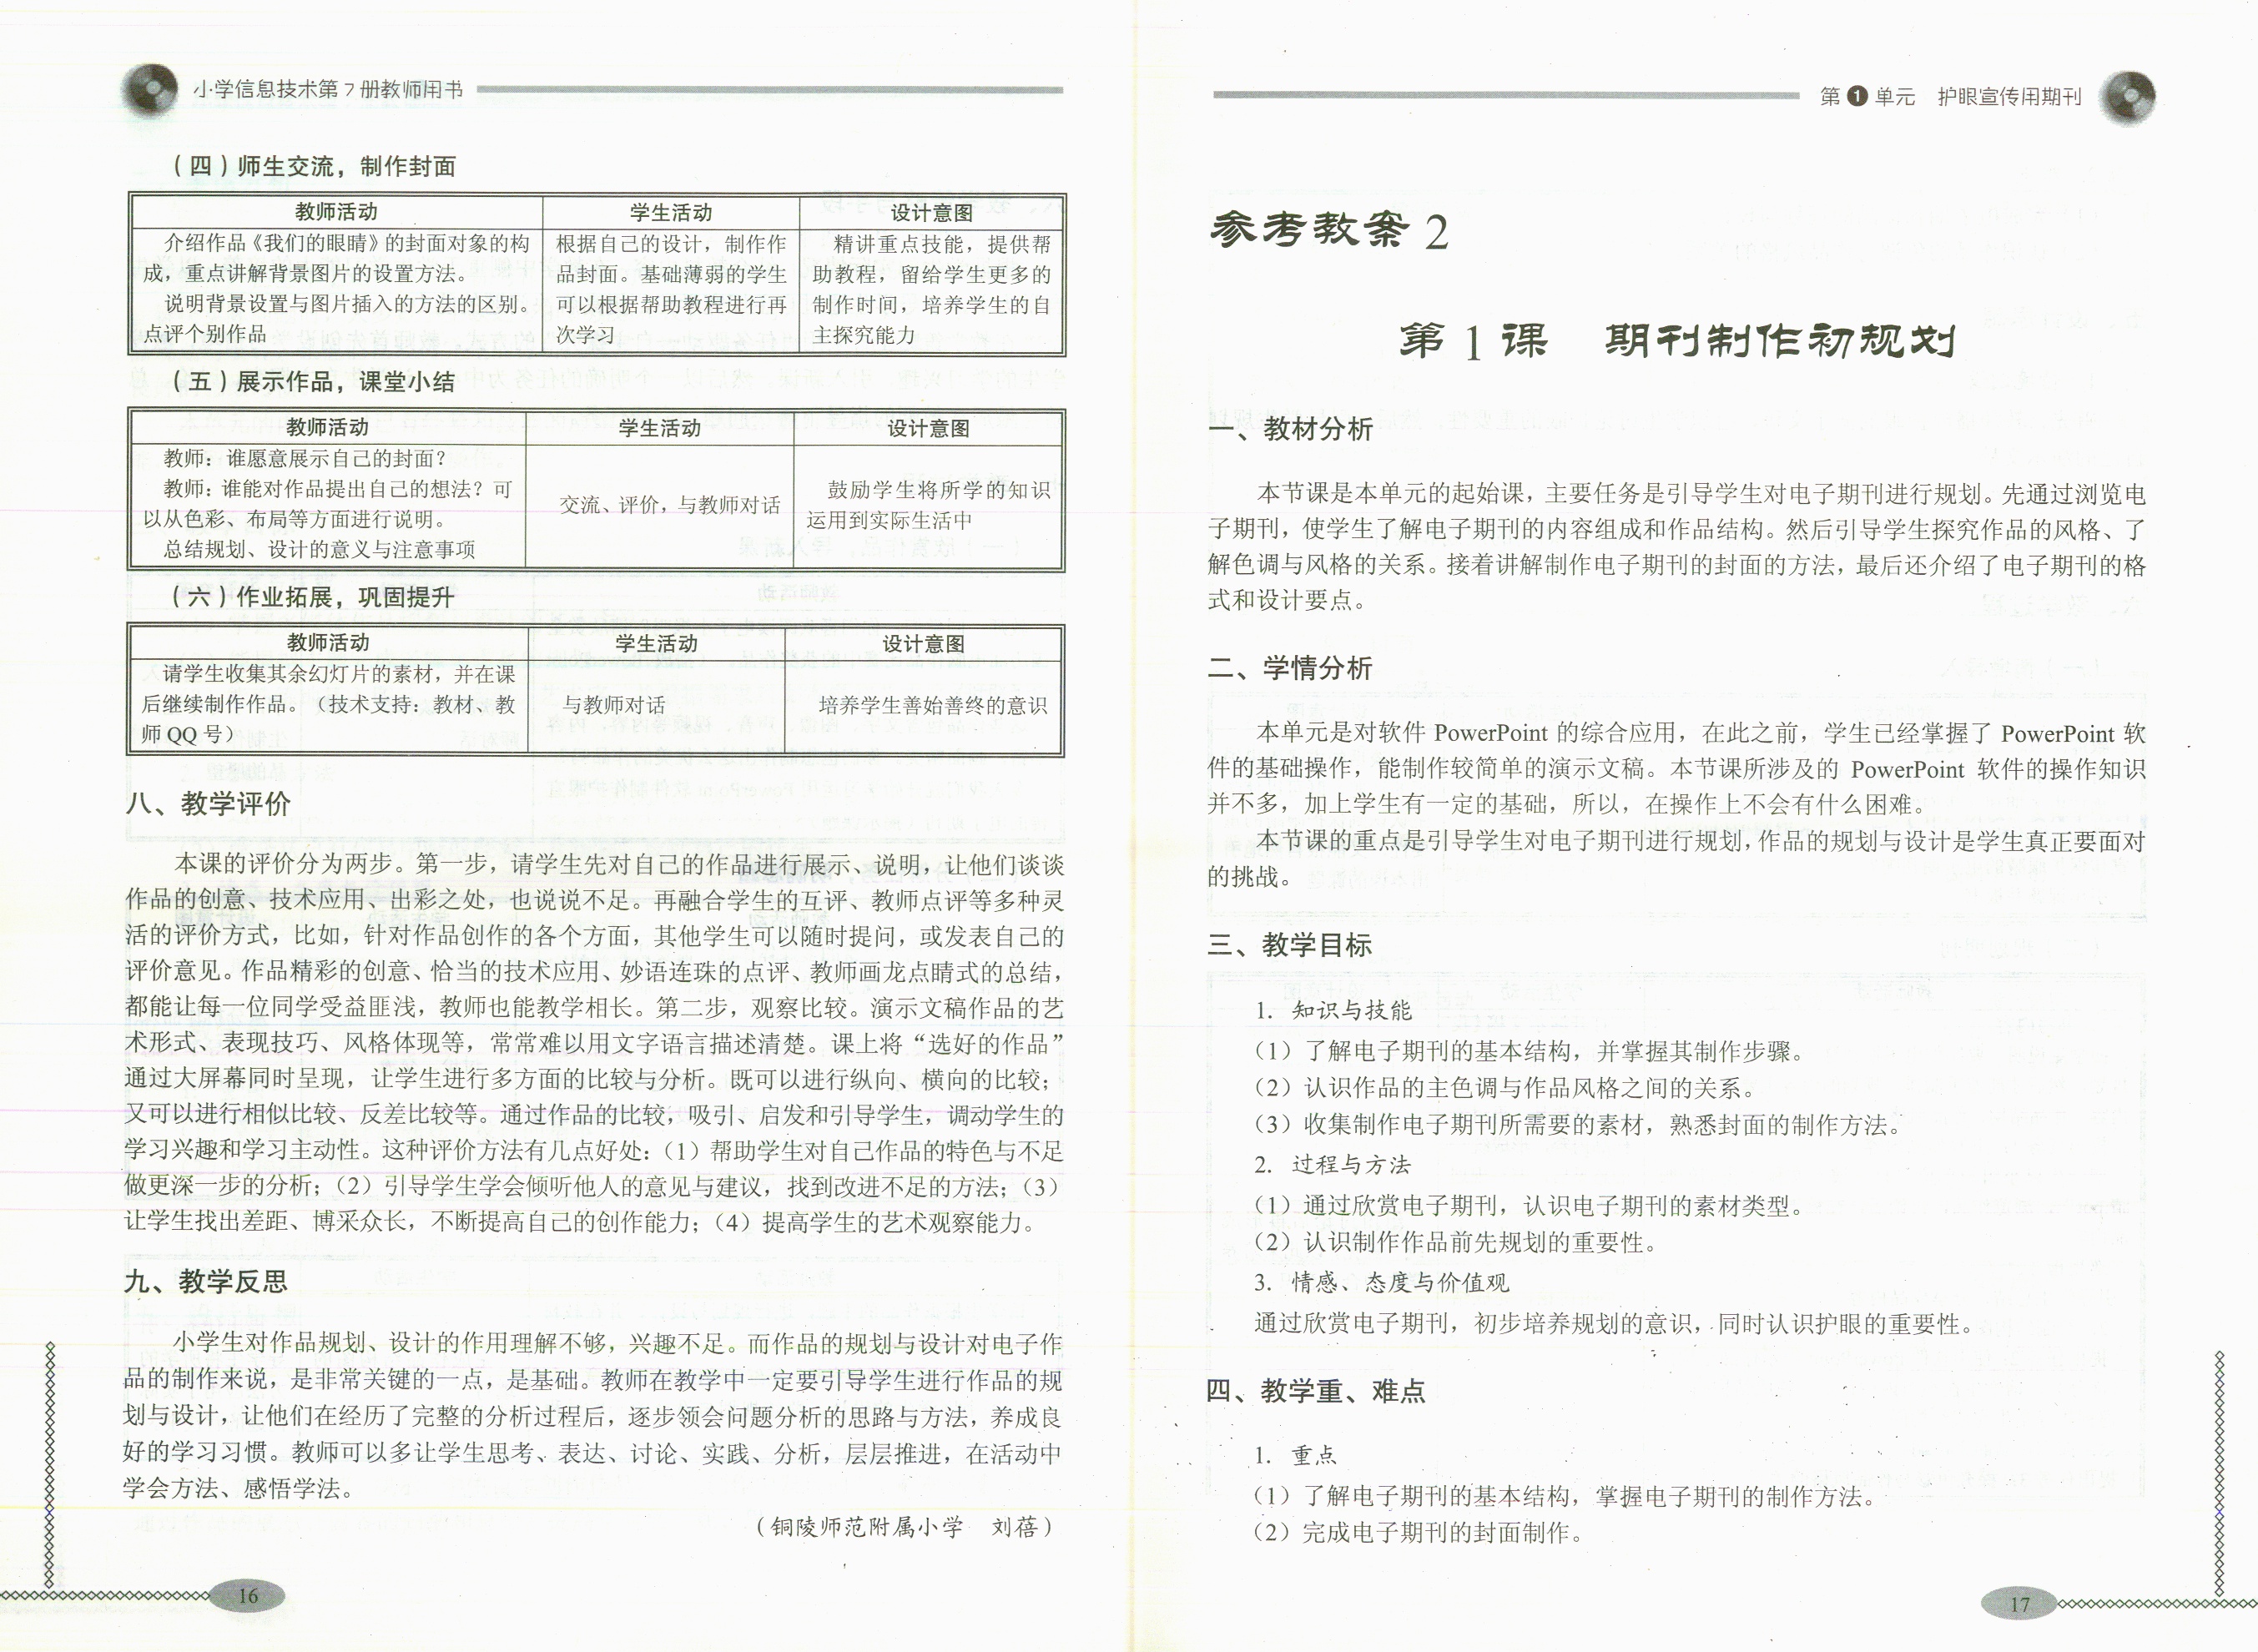 小学信息技术第7册教师用书
（四）师生交流，制作封面
教师活动
学生活动
设计意图
介绍作品《我们的眼睛》的封面对象的构
成，重点讲解背景图片的设置方法。
说明背景设置与图片插入的方法的区别。
点评个别作品
根据自己的设计，制作作
品封面。基础薄弱的学生
可以根据帮助教程进行再
次学习
精讲重点技能，提供帮
助教程，留给学生更多的
制作时间，培养学生的自
主探究能力
（五）展示作品，课堂小结
教师活动
学生活动
设计意图
教师：谁愿意展示自己的封面？
教师：谁能对作品提出自己的想法？可
以从色彩、布局等方面进行说明。
总结规划、设计的意义与注意事项
交流、评价，与教师对话
鼓励学生将所学的知识
运用到实际生活中
（六）作业拓展，巩固提升
教师活动
学生活动
设计意图
请学生收集其余幻灯片的素材，并在课
后继续制作作品。（技术支持：教材、教
师QQ号）
与教师对话
培养学生善始善终的意识
八、教学评价
本课的评价分为两步。第一步，请学生先对自己的作品进行展示、说明，让他们谈谈
作品的创意、技术应用、出彩之处，也说说不足。再融合学生的互评、教师点评等多种灵
活的评价方式，比如，针对作品创作的各个方面，其他学生可以随时提问，或发表自己的
评价意见。作品精彩的创意、恰当的技术应用、妙语连珠的点评、教师画龙点睛式的总结，
都能让每一位同学受益匪浅，教师也能教学相长。第二步，观察比较。演示文稿作品的艺
术形式、表现技巧、风格体现等，常常难以用文字语言描述清楚。课上将“选好的作品”
通过大屏幕同时呈现，让学生进行多方面的比较与分析。既可以进行纵向、横向的比较；
又可以进行相似比较、反差比较等。通过作品的比较，吸引、启发和引导学生，调动学生的
学习兴趣和学习主动性。这种评价方法有几点好处：（1）帮助学生对自己作品的特色与不足
做更深一步的分析；（2）引导学生学会倾听他人的意见与建议，找到改进不足的方法；（3）
让学生找出差距、博采众长，不断提高自己的创作能力；（4）提高学生的艺术观察能力。
九、教学反思
小学生对作品规划、设计的作用理解不够，兴趣不足。而作品的规划与设计对电子作
品的制作来说，是非常关键的一点，是基础。教师在教学中一定要引导学生进行作品的规
划与设计，让他们在经历了完整的分析过程后，逐步领会问题分析的思路与方法，养成良
好的学习习惯。教师可以多让学生思考、表达、讨论、实践、分析，层层推进，在活动中
学会方法、感悟学法。
（铜陵师范附属小学　刘蓓）
16
第1单元　护眼宣传用期刊
参考教案2
第1课　期刊制作初规划
一、教材分析
本节课是本单元的起始课，主要任务是引导学生对电子期刊进行规划。先通过浏览电
子期刊，使学生了解电子期刊的内容组成和作品结构。然后引导学生探究作品的风格、了
解色调与风格的关系。接着讲解制作电子期刊的封面的方法，最后还介绍了电子期刊的格
式和设计要点。
二、学情分析
本单元是对软件 PowerPoint 的综合应用，在此之前，学生已经掌握了 PowerPoint 软
件的基础操作，能制作较简单的演示文稿。本节课所涉及的 PowerPoint 软件的操作知识
并不多，加上学生有一定的基础，所以，在操作上不会有什么困难。
本节课的重点是引导学生对电子期刊进行规划，作品的规划与设计是学生真正要面对
的挑战。
三、教学目标
1. 知识与技能
（1）了解电子期刊的基本结构，并掌握其制作步骤。
（2）认识作品的主色调与作品风格之间的关系。
（3）收集制作电子期刊所需要的素材，熟悉封面的制作方法。
2. 过程与方法
（1）通过欣赏电子期刊，认识电子期刊的素材类型。
（2）认识制作作品前先规划的重要性。
3. 情感、态度与价值观
通过欣赏电子期刊，初步培养规划的意识，同时认识护眼的重要性。
四、教学重、难点
1. 重点
（1）了解电子期刊的基本结构，掌握电子期刊的制作方法。
（2）完成电子期刊的封面制作。
17